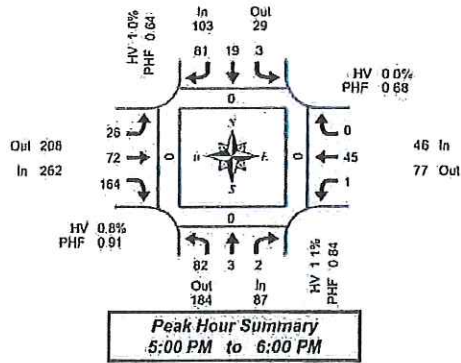 In Out
103 29
HV 1.0%
PHF 0.64
81 19 3
0
HV 0.0%
PHF 0.68
26 0
Out 208 72 0 N W E S 0 45 46 In
In 262 164 1 77 Out
0
HV 0.8%
PHF 0.91
82 3 2
HV 1.1%
PHF 0.84
Out In
184 87
Peak Hour Summary
5:00 PM to 6:00 PM